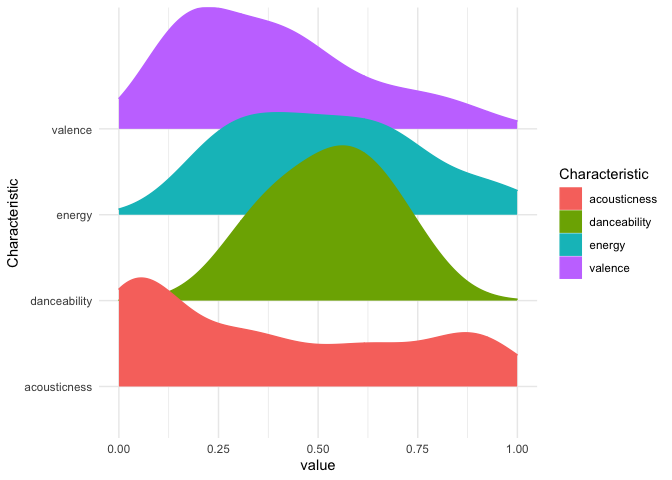 valence
energy
danceability
acousticness
Characteristic
0.00 0.25 0.50 0.75 1.00
value
Characteristic
acousticness
danceability
energy
valence